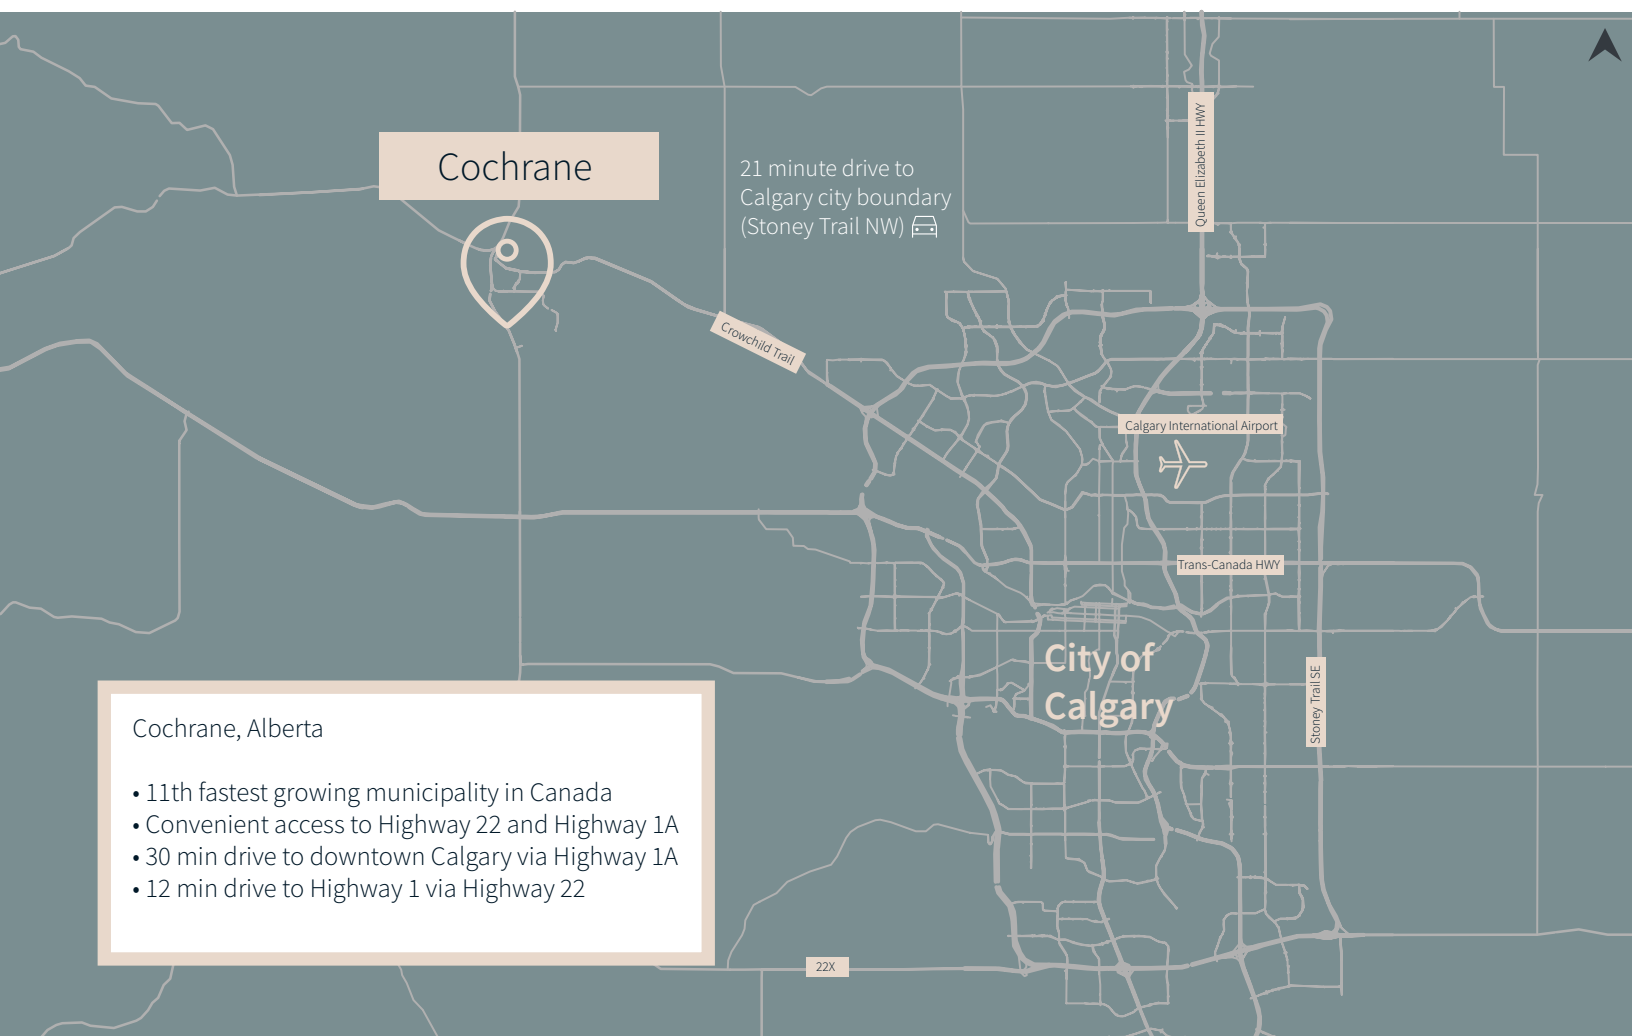 Queen Elizabeth II HWY
Cochrane
21 minute drive to
Calgary city boundary
(Stoney Trail NW)
Crowchild Trail
Calgary International Airport
Trans-Canada HWY
City of
Calgary
Stoney Trail SE
Cochrane, Alberta
• 11th fastest growing municipality in Canada
• Convenient access to Highway 22 and Highway 1A
• 30 min drive to downtown Calgary via Highway 1A
• 12 min drive to Highway 1 via Highway 22
22X